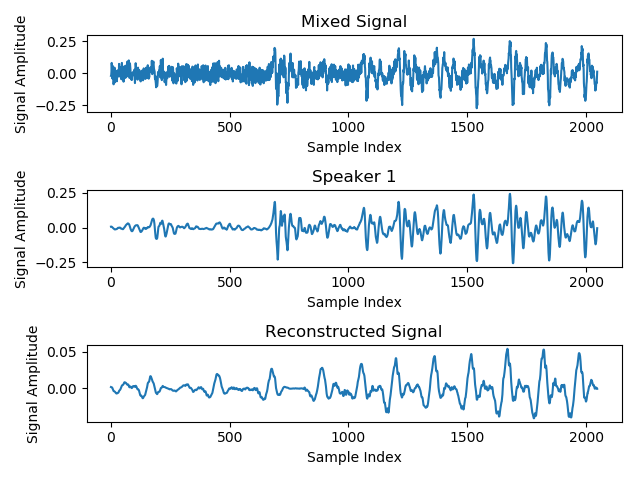 Mixed Signal
Signal Amplitude
0.25
0.00
−0.25
0 500 1000 1500 2000
Sample Index
Speaker 1
Signal Amplitude
0.25
0.00
−0.25
0 500 1000 1500 2000
Sample Index
Reconstructed Signal
Signal Amplitude
0.05
0.00
0 500 1000 1500 2000
Sample Index